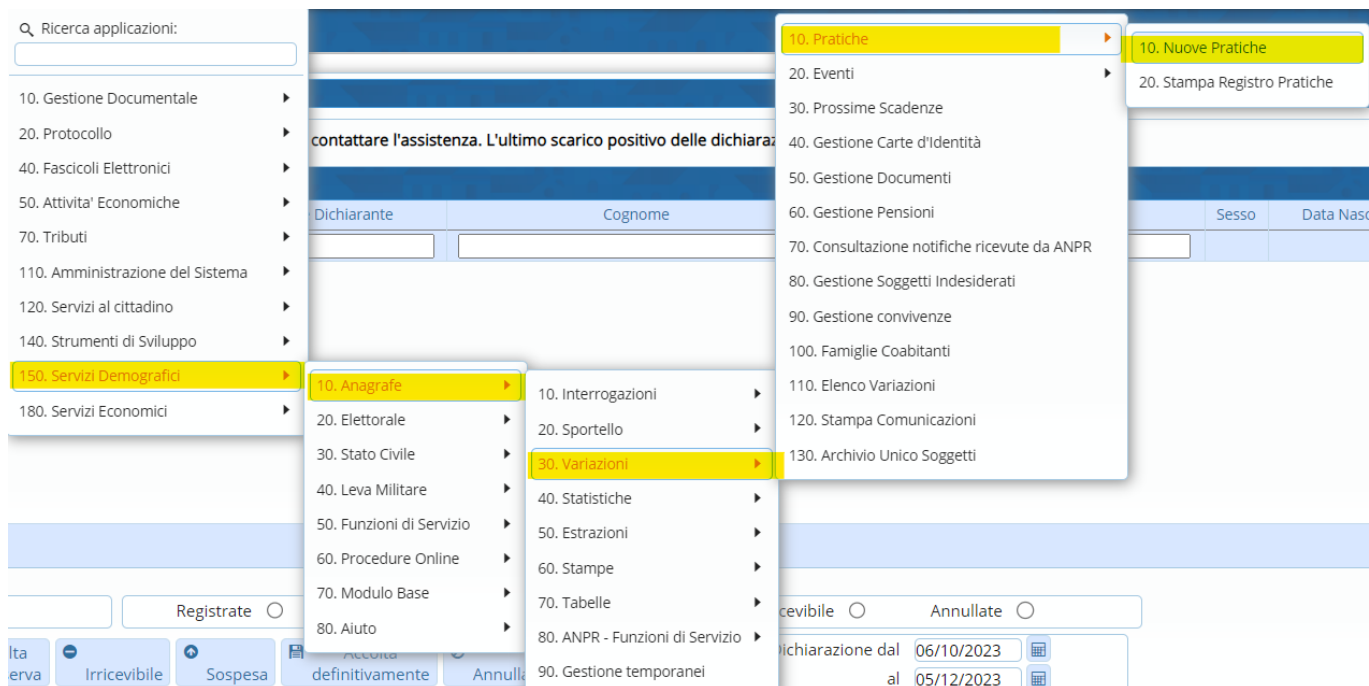 Ricerca applicazioni:
10. Gestione Documentale
20. Protocollo
40. Fascicoli Elettronici
50. Attivita' Economiche
70. Tributi
110. Amministrazione del Sistema
120. Servizi al cittadino
140. Strumenti di Sviluppo
150. Servizi Demografici
180. Servizi Economici
10. Anagrafe
20. Elettorale
30. Stato Civile
40. Leva Militare
50. Funzioni di Servizio
60. Procedure Online
70. Modulo Base
80. Aiuto
10. Interrogazioni
20. Sportello
30. Variazioni
40. Statistiche
50. Estrazioni
60. Stampe
70. Tabelle
80. ANPR - Funzioni di Servizio
90. Gestione temporanei
10. Pratiche
20. Eventi
30. Prossime Scadenze
40. Gestione Carte d'Identità
50. Gestione Documenti
60. Gestione Pensioni
70. Consultazione notifiche ricevute da ANPR
80. Gestione Soggetti Indesiderati
90. Gestione convivenze
100. Famiglie Coabitanti
110. Elenco Variazioni
120. Stampa Comunicazioni
130. Archivio Unico Soggetti
10. Nuove Pratiche
20. Stampa Registro Pratiche
contattare l'assistenza. L'ultimo scarico positivo delle dichiaraz
Dichiarante Cognome Sesso Data Nasc
Registrate cevibile Annullate
lta
erva Irricevibile Sospesa definitivamente Annulla
ichiarazione dal 06/10/2023
al 05/12/2023